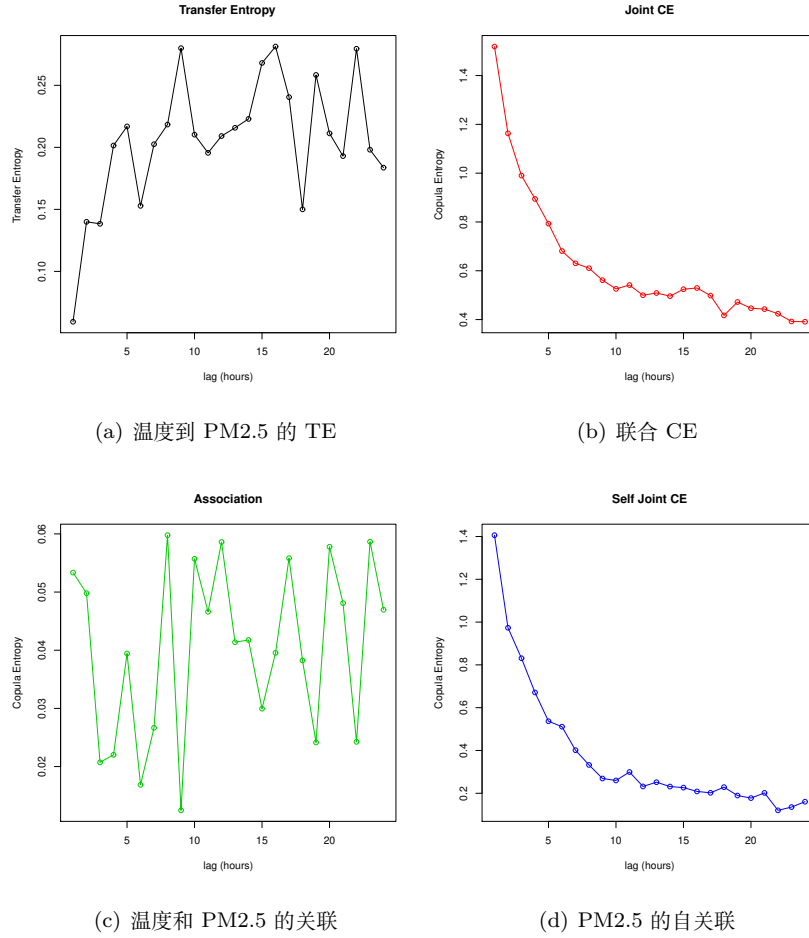 Transfer Entropy
Transfer Entropy
0.10 0.15 0.20 0.25
5 10 15 20
lag (hours)
(a) 温度到 PM2.5 的 TE
Joint CE
Copula Entropy
0.4 0.6 0.8 1.0 1.2 1.4
5 10 15 20
lag (hours)
(b) 联合 CE
Association
Copula Entropy
0.02 0.03 0.04 0.05 0.06
5 10 15 20
lag (hours)
(c) 温度和 PM2.5 的关联
Self Joint CE
Copula Entropy
0.2 0.4 0.6 0.8 1.0 1.2 1.4
5 10 15 20
lag (hours)
(d) PM2.5 的自关联